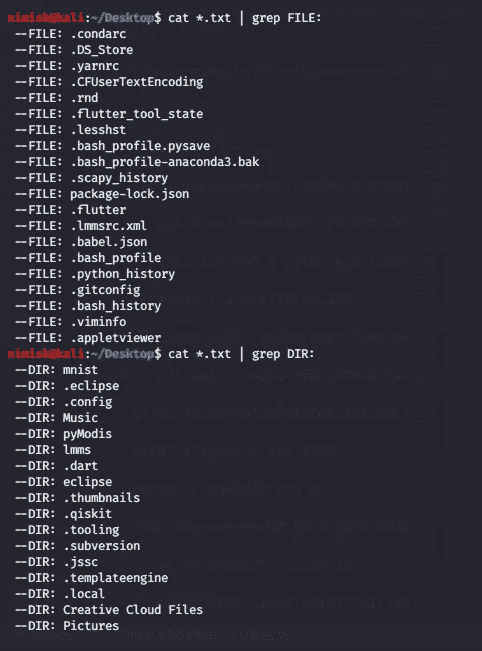 mimish@kali:~/Desktop$ cat *.txt | grep FILE:
--FILE: .condarc
--FILE: .DS_Store
--FILE: .yarnrc
--FILE: .CFUserTextEncoding
--FILE: .rnd
--FILE: .flutter_tool_state
--FILE: .lesshst
--FILE: .bash_profile.pysave
--FILE: .bash_profile-anaconda3.bak
--FILE: .scapy_history
--FILE: package-lock.json
--FILE: .flutter
--FILE: .lmmsrc.xml
--FILE: .babel.json
--FILE: .bash_profile
--FILE: .python_history
--FILE: .gitconfig
--FILE: .bash_history
--FILE: .viminfo
--FILE: .appletviewer
mimish@kali:~/Desktop$ cat *.txt | grep DIR:
--DIR: mnist
--DIR: .eclipse
--DIR: .config
--DIR: Music
--DIR: pyModis
--DIR: lmms
--DIR: .dart
--DIR: eclipse
--DIR: .thumbnails
--DIR: .qiskit
--DIR: .tooling
--DIR: .subversion
--DIR: .jssc
--DIR: .templateengine
--DIR: .local
--DIR: Creative Cloud Files
--DIR: Pictures